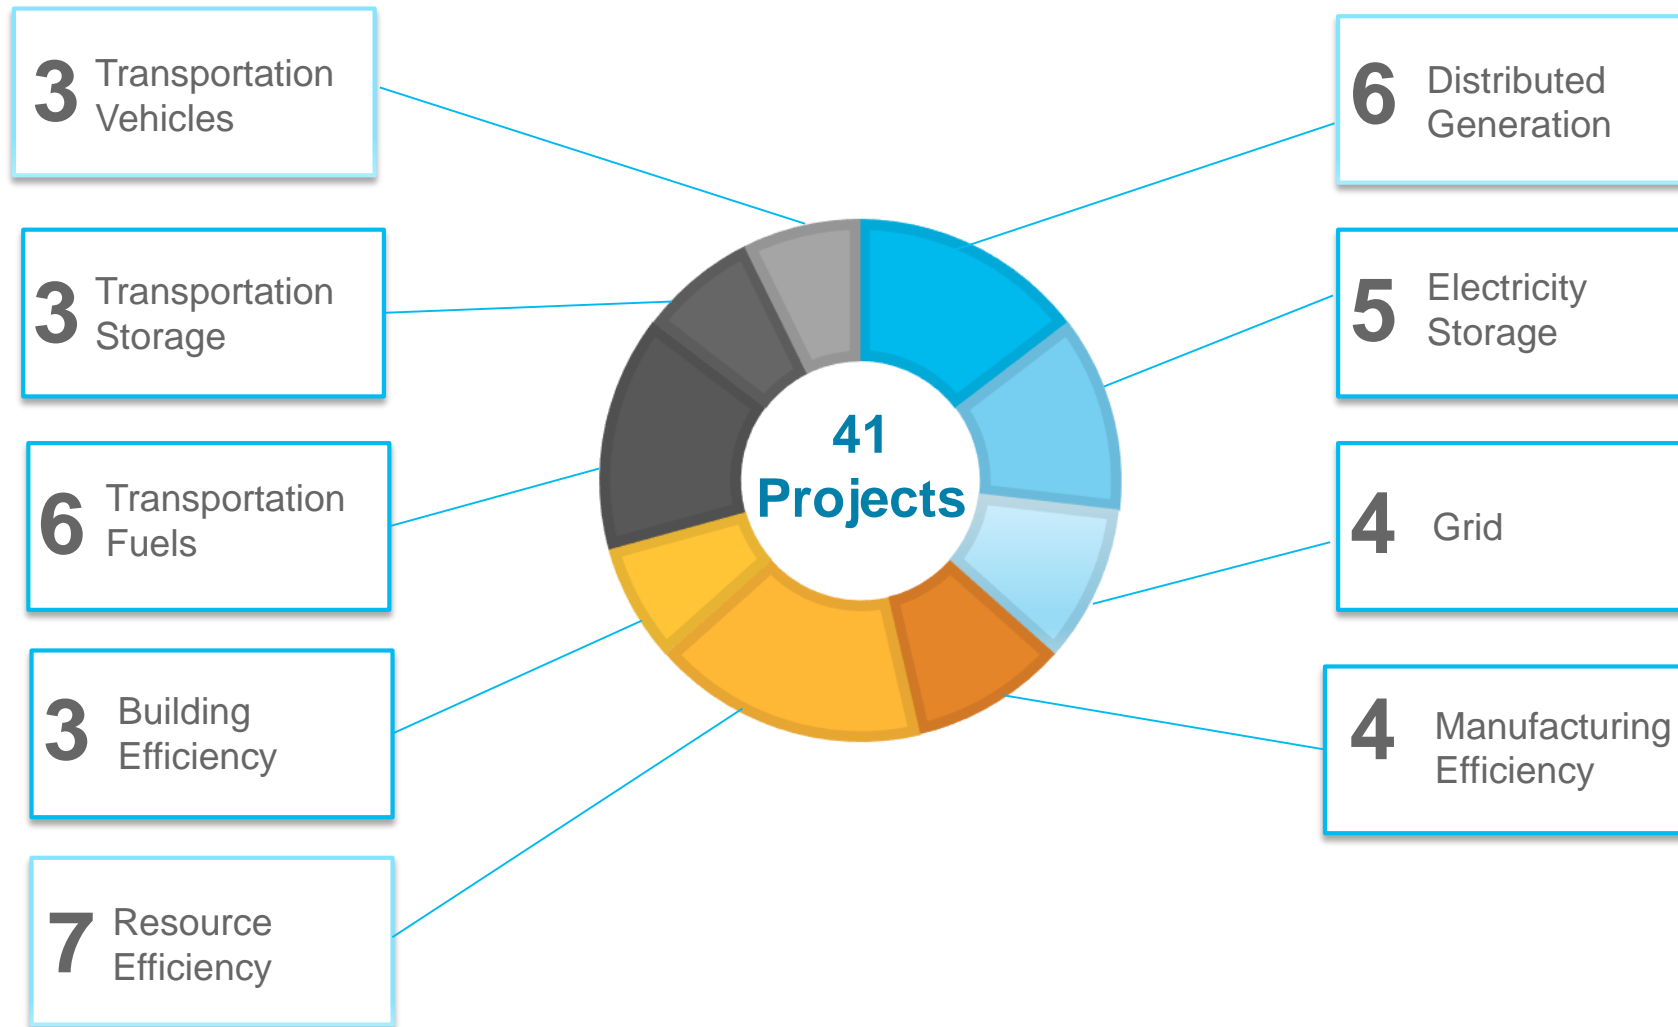 3 Transportation
Vehicles
3 Transportation
Storage
6 Transportation
Fuels
3 Building
Efficiency
7 Resource
Efficiency
41
Projects
6 Distributed
Generation
5 Electricity
Storage
4 Grid
4 Manufacturing
Efficiency